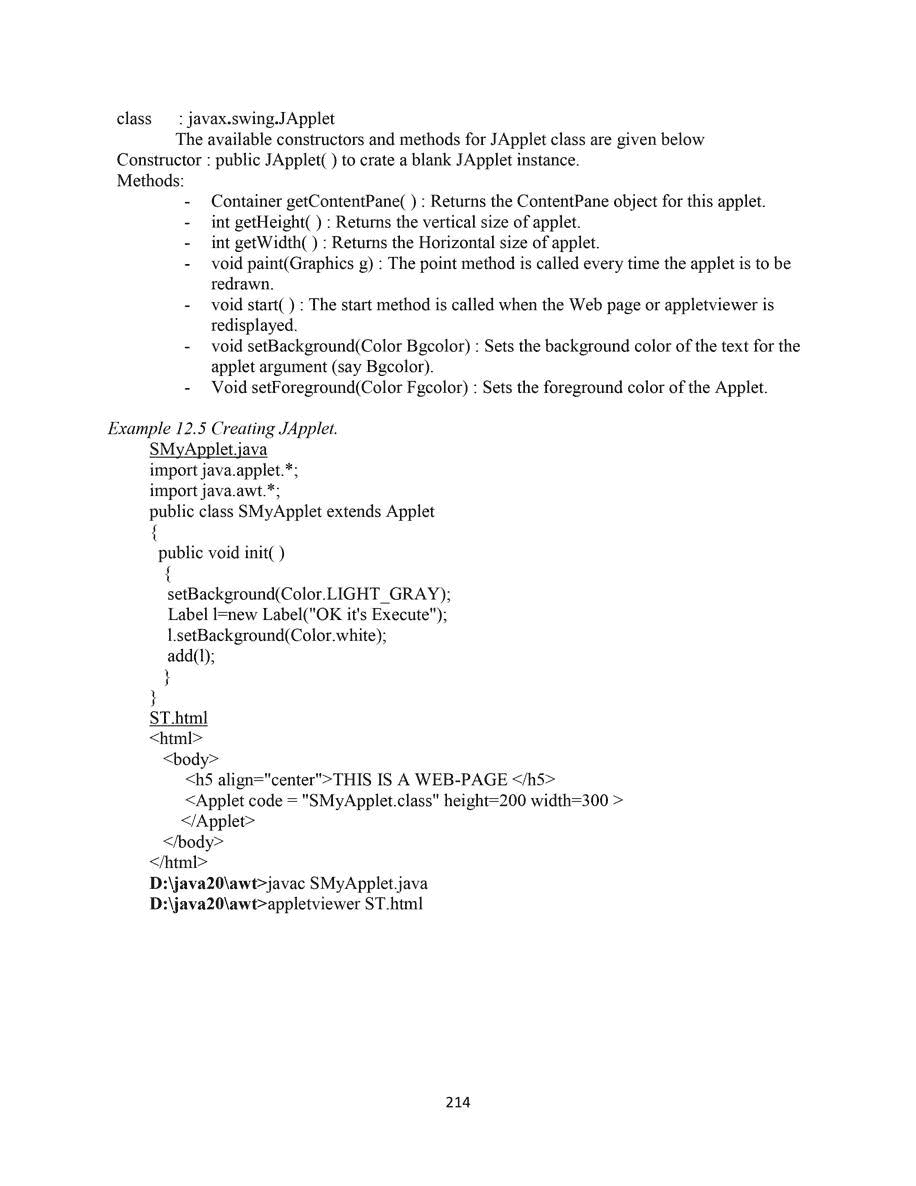 class : javax.swing.JApplet
The available constructors and methods for JApplet class are given below
Constructor : public JApplet( ) to crate a blank JApplet instance.
Methods:
- Container getContentPane( ) : Returns the ContentPane object for this applet.
- int getHeight( ) : Returns the vertical size of applet.
- int getWidth( ) : Returns the Horizontal size of applet.
- void paint(Graphics g) : The point method is called every time the applet is to be
redrawn.
- void start( ) : The start method is called when the Web page or appletviewer is
redisplayed.
- void setBackground(Color Bgcolor) : Sets the background color of the text for the
applet argument (say Bgcolor).
- Void setForeground(Color Fgcolor) : Sets the foreground color of the Applet.
Example 12.5 Creating JApplet.
SMyApplet.java
import java.applet.*;
import java.awt.*;
public class SMyApplet extends Applet
{
public void init( )
{
setBackground(Color.LIGHT_GRAY);
Label l=new Label("OK it's Execute");
l.setBackground(Color.white);
add(l);
}
}
ST.html
<html>
<body>
<h5 align="center">THIS IS A WEB-PAGE </h5>
<Applet code = "SMyApplet.class" height=200 width=300 >
</Applet>
</body>
</html>
D:\java20\awt>javac SMyApplet.java
D:\java20\awt>appletviewer ST.html
214